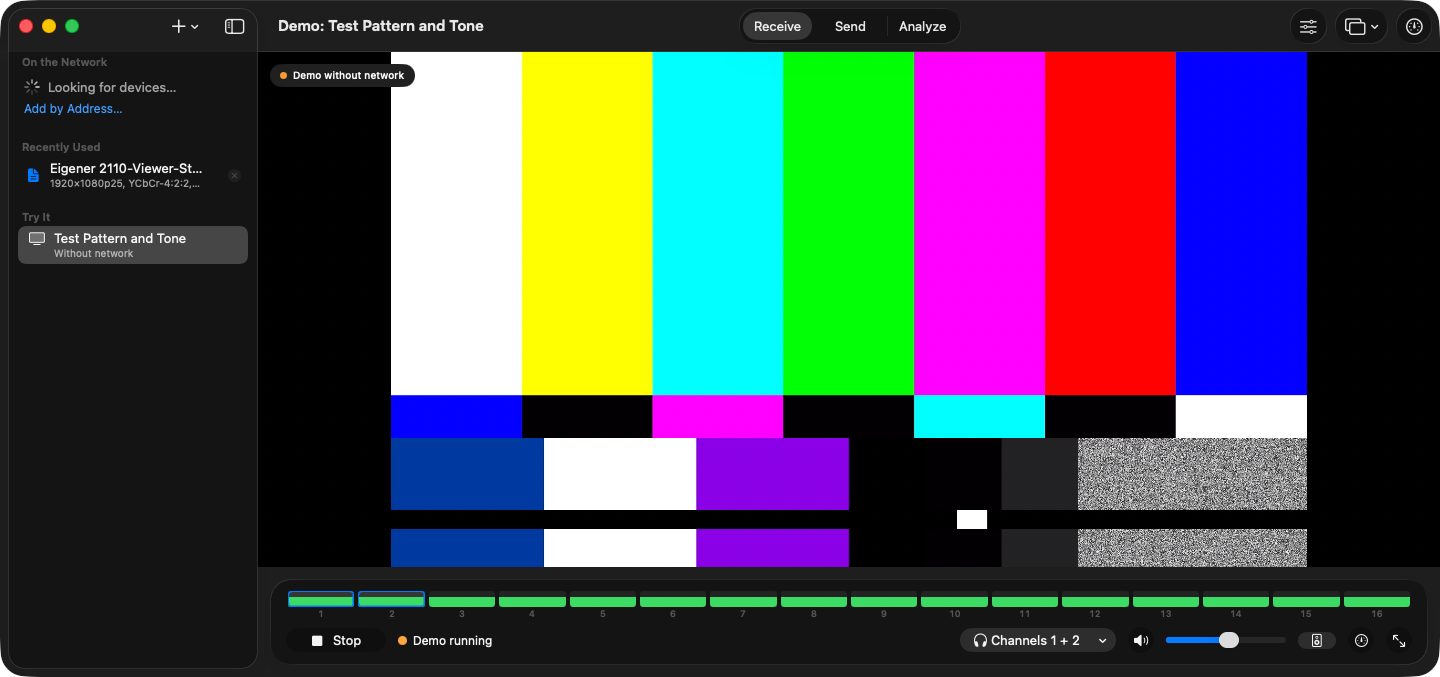 Demo: Test Pattern and Tone
Receive
Send
Analyze
On the Network
Looking for devices...
Add by Address...
Recently Used
Eigener 2110-Viewer-St...
1920×1080p25, YCbCr-4:2:2,...
Try It
Test Pattern and Tone
Without network
Demo without network
1 2 3 4 5 6 7 8 9 10 11 12 13 14 15 16
Stop
Demo running
Channels 1 + 2